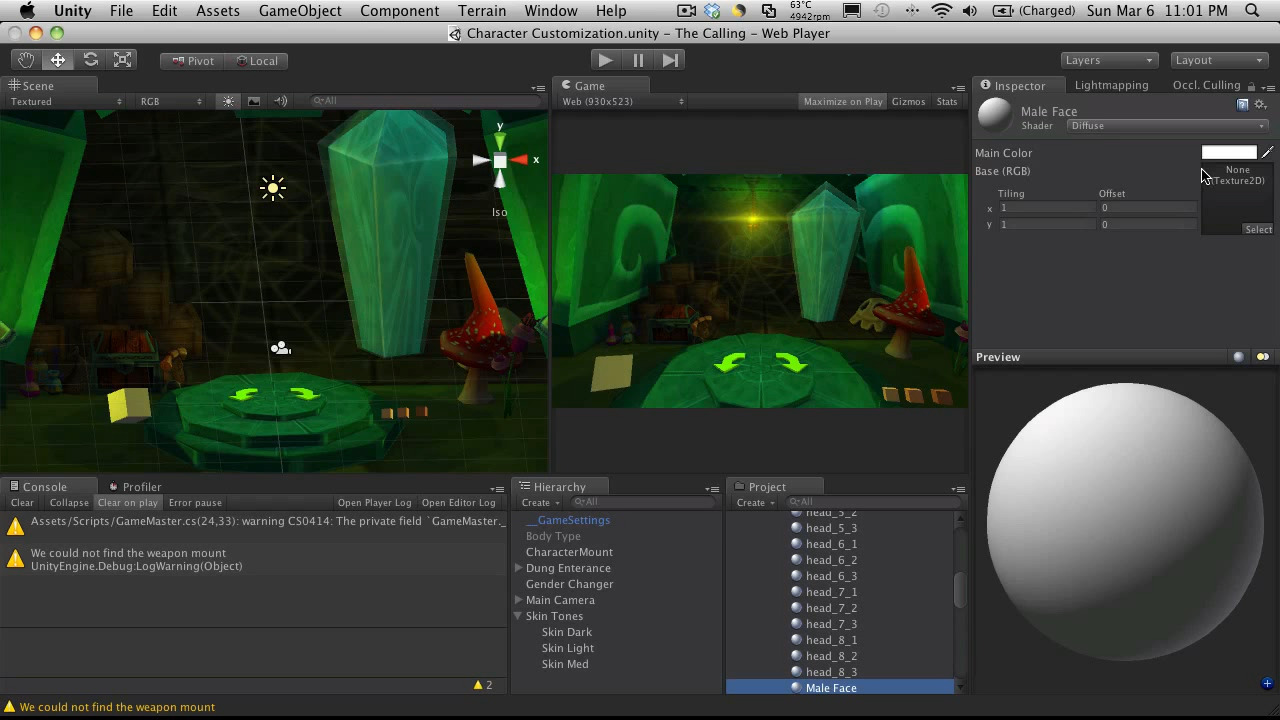 Unity File Edit Assets GameObject Component Terrain Window Help 63°C 4942rpm (Charged) Sun Mar 6 11:01 PM
Character Customization.unity – The Calling – Web Player
Pivot Local Layers Layout
Scene Game Inspector Lightmapping Occl. Culling
Textured RGB All Web (930x523) Maximize on Play Gizmos Stats
Male Face
Shader Diffuse
y
x
Iso
Main Color
Base (RGB) None
(Texture2D)
Tiling Offset
x 1 0
y 1 0
Select
Preview
Console Profiler Hierarchy Project
Clear Collapse Clear on play Error pause Open Player Log Open Editor Log Create All Create All
Assets/Scripts/GameMaster.cs(24,33): warning CS0414: The private field `GameMaster._
We could not find the weapon mount
UnityEngine.Debug:LogWarning(Object)
2
__GameSettings
Body Type
CharacterMount
Dung Enterance
Gender Changer
Main Camera
Skin Tones
Skin Dark
Skin Light
Skin Med
head_5_2
head_5_3
head_6_1
head_6_2
head_6_3
head_7_1
head_7_2
head_7_3
head_8_1
head_8_2
head_8_3
Male Face
We could not find the weapon mount